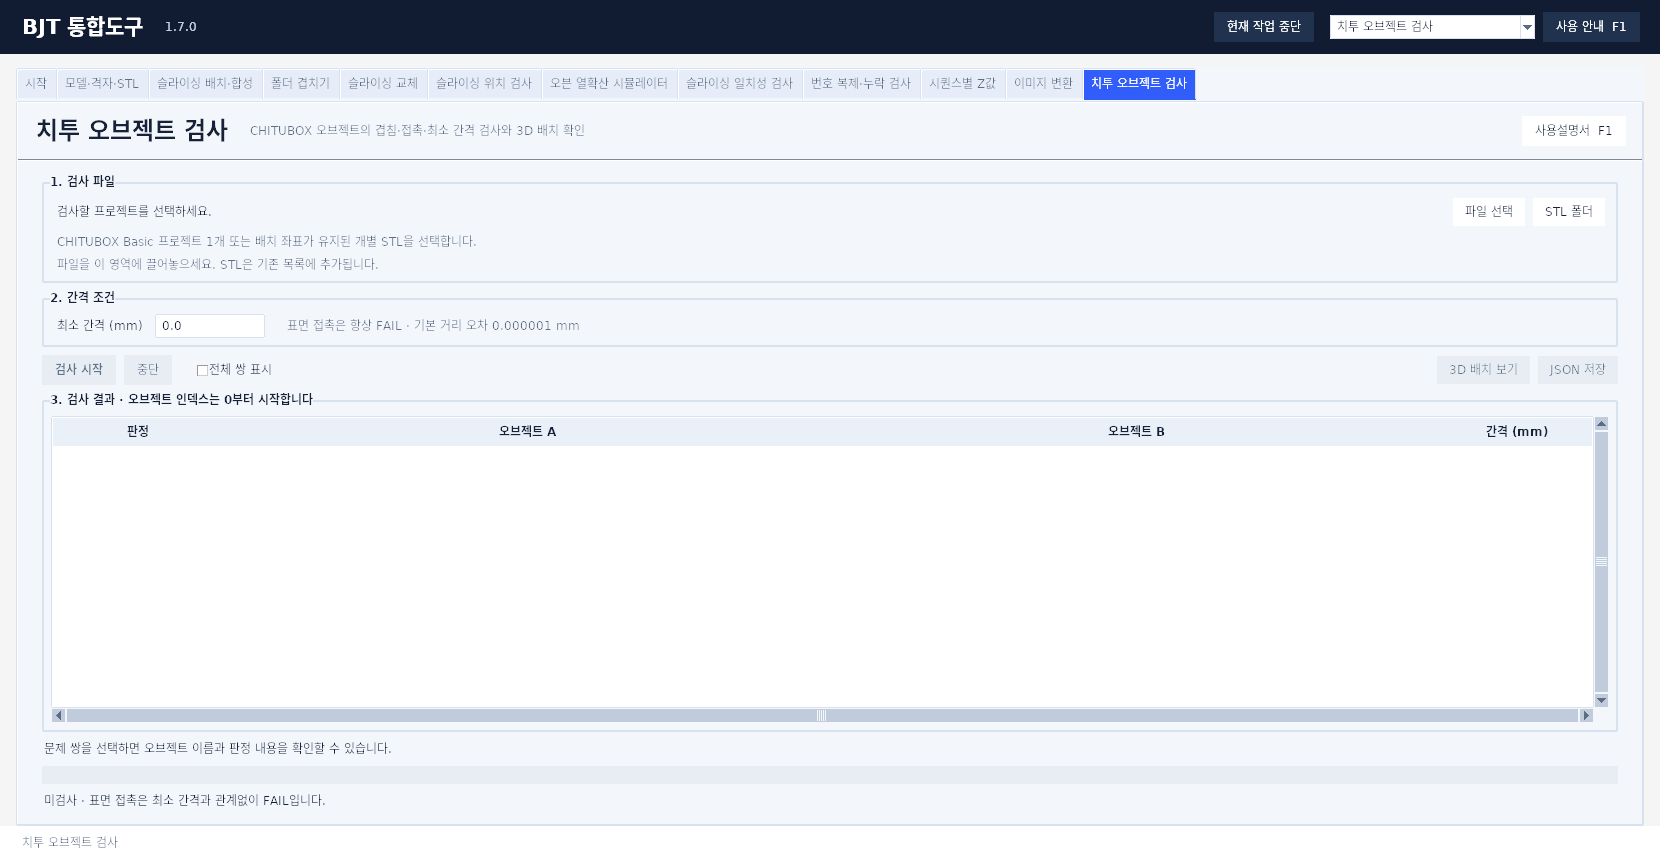 BJT 통합도구 1.7.0 현재 작업 중단 치투 오브젝트 검사 사용 안내 F1
시작 모델·격자·STL 슬라이싱 배치·합성 폴더 겹치기 슬라이싱 교체 슬라이싱 위치 검사 오븐 열확산 시뮬레이터 슬라이싱 일치성 검사 번호 복제·누락 검사 시퀀스별 Z값 이미지 변환 치투 오브젝트 검사
치투 오브젝트 검사 CHITUBOX 오브젝트의 겹침·접촉·최소 간격 검사와 3D 배치 확인 사용설명서 F1
1. 검사 파일
검사할 프로젝트를 선택하세요. 파일 선택 STL 폴더
CHITUBOX Basic 프로젝트 1개 또는 배치 좌표가 유지된 개별 STL을 선택합니다.
파일을 이 영역에 끌어놓으세요. STL은 기존 목록에 추가됩니다.
2. 간격 조건
최소 간격 (mm) 0.0 표면 접촉은 항상 FAIL · 기본 거리 오차 0.000001 mm
검사 시작 중단 전체 쌍 표시 3D 배치 보기 JSON 저장
3. 검사 결과 · 오브젝트 인덱스는 0부터 시작합니다
판정 오브젝트 A 오브젝트 B 간격 (mm)
문제 쌍을 선택하면 오브젝트 이름과 판정 내용을 확인할 수 있습니다.
미검사 · 표면 접촉은 최소 간격과 관계없이 FAIL입니다.
치투 오브젝트 검사